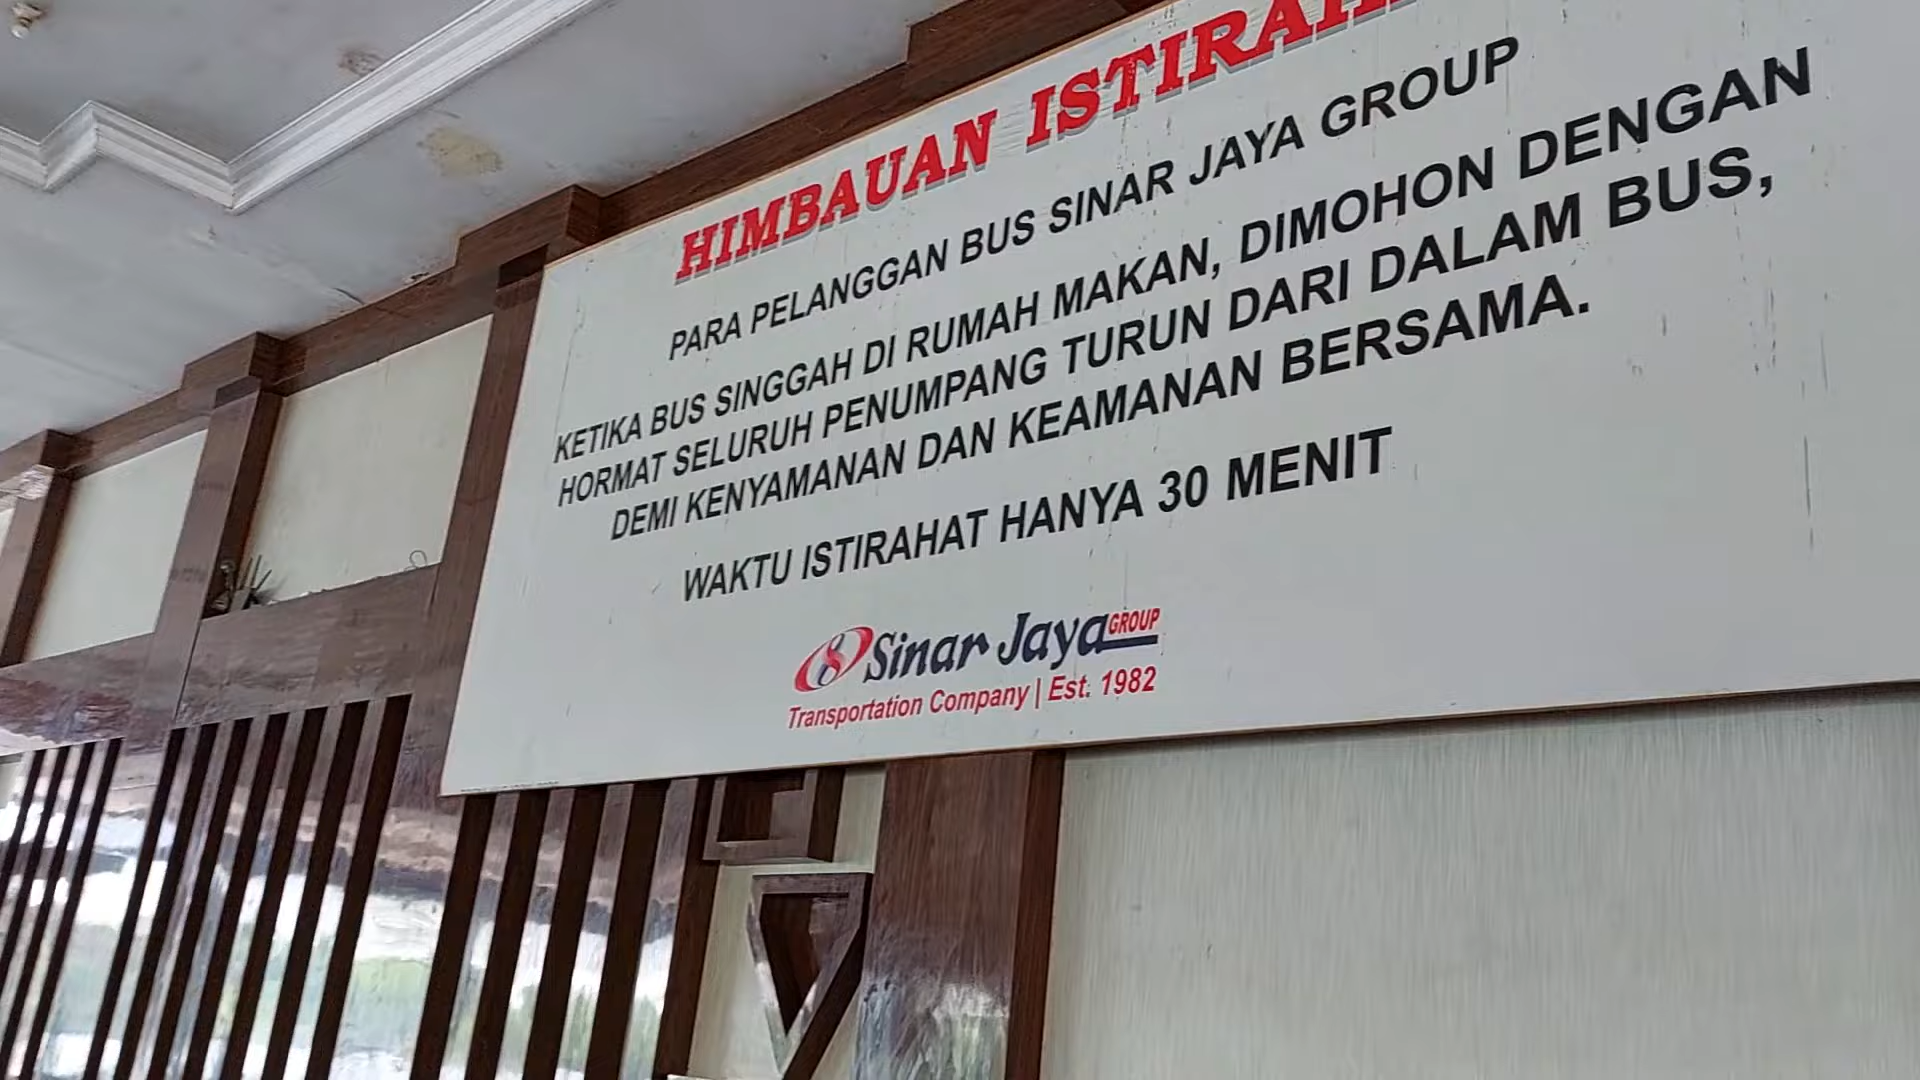 HIMBAUAN
PARA PELANGGAN BUS SINAR JAYA GROUP
KETIKA BUS SINGGAH DI RUMAH MAKAN, DIMOHON DENGAN
HORMAT SELURUH PENUMPANG TURUN DARI DALAM BUS,
DEMI KENYAMANAN DAN KEAMANAN BERSAMA.
WAKTU ISTIRAHAT HANYA 30 MENIT
Sinar Jaya GROUP
Transportation Company | Est. 1982